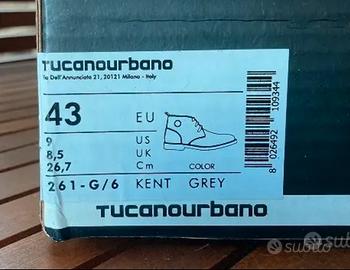 TUCANOURBANO
Via Dell'Annunciata 21, 20121 Milano - Italy
43 EU
9 US
8,5 UK
26,7 Cm COLOR
261-G/6 KENT GREY
8 026492 109344
TUCANOURBANO
subito